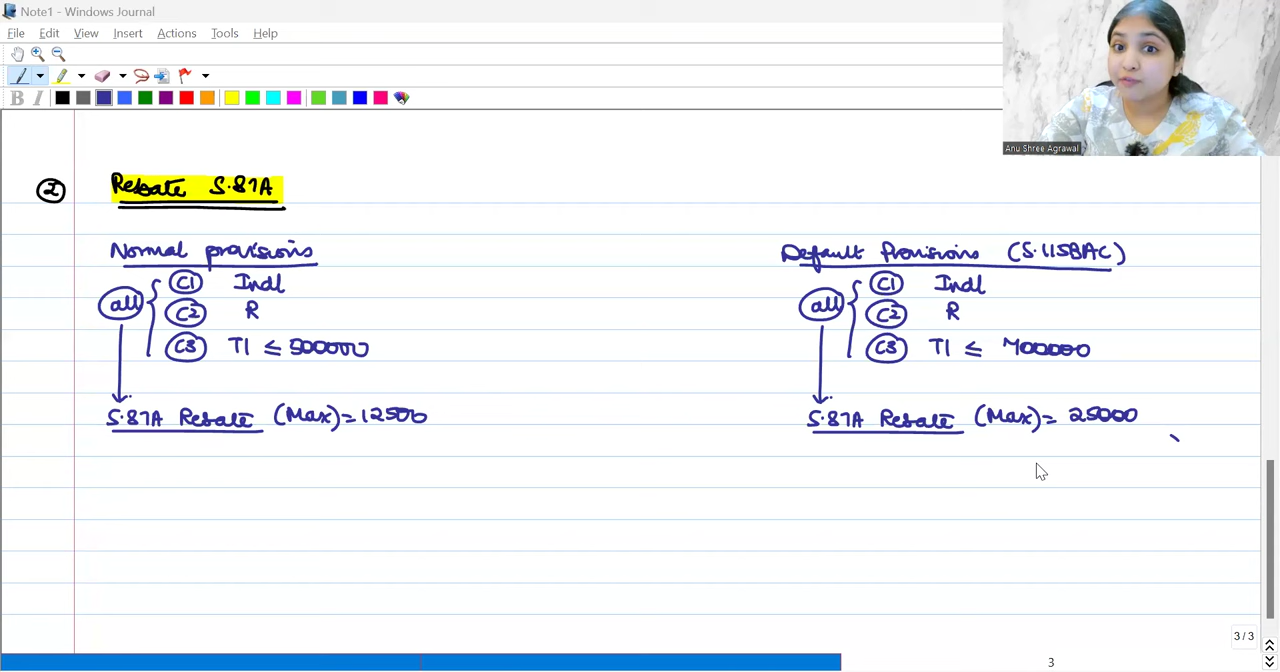 Note1 - Windows Journal
File Edit View Insert Actions Tools Help
B I
Anu Shree Agrawal
I Rebate S.87A
Normal provisions
all
C1 Indl
C2 R
C3 TI ≤ 500000
S.87A Rebate (Max) = 12500
Default Provisions (S.115BAC)
all
C1 Indl
C2 R
C3 TI ≤ 700000
S.87A Rebate (Max) = 25000
3/3
3